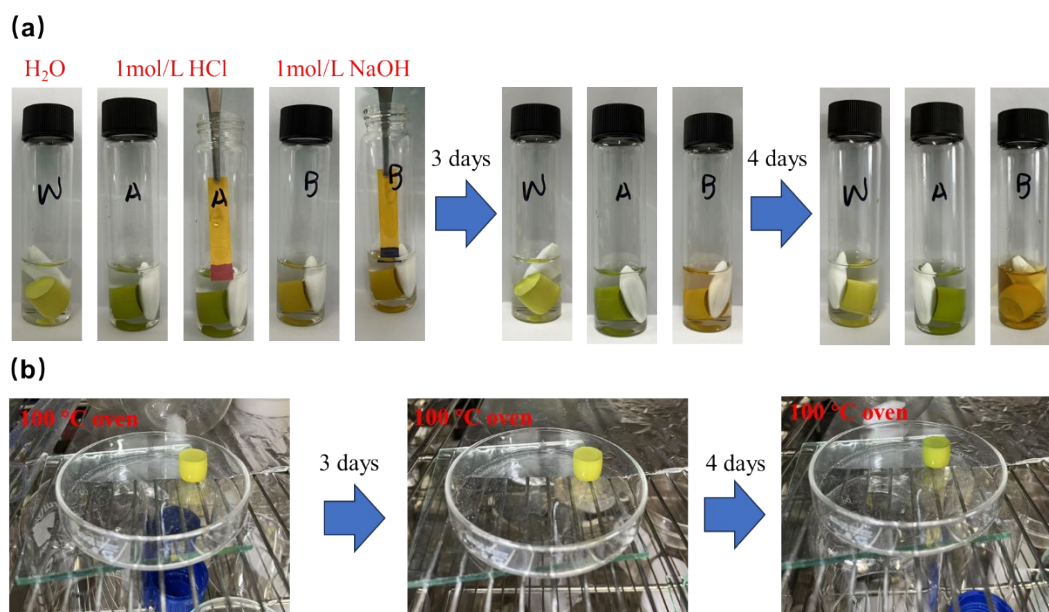 (a)
H₂O 1mol/L HCl 1mol/L NaOH
W A A B B 3 days W A B 4 days W A B
(b)
100 °C oven 100 °C oven 100 °C oven
3 days 4 days